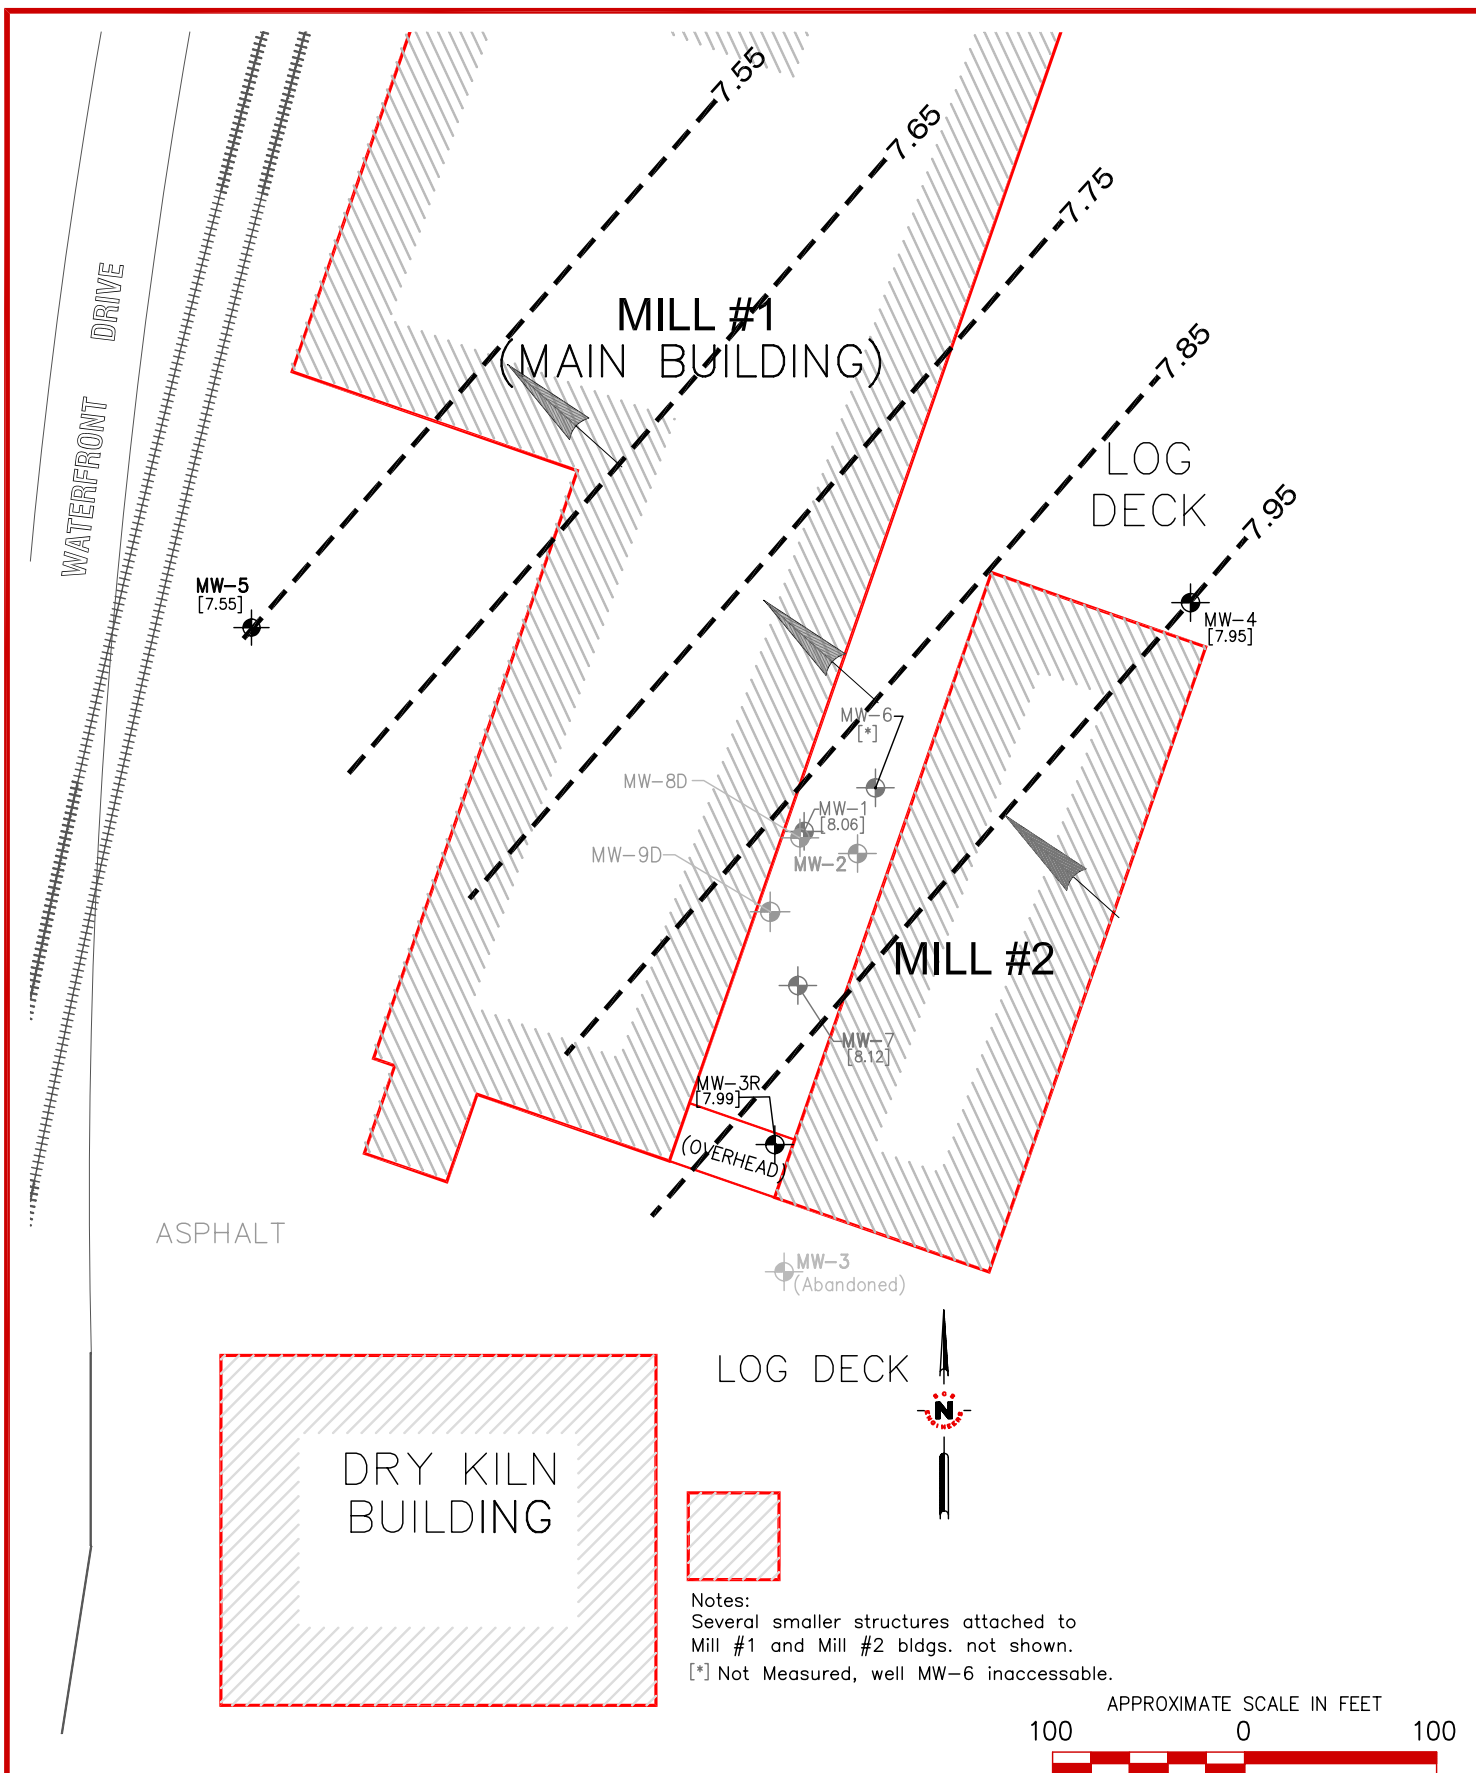 7.55
7.65
7.75
7.85
7.95
WATERFRONT DRIVE
MILL #1
(MAIN BUILDING)
LOG
DECK
MW-5
[7.55]
MW-4
[7.95]
MW-6
[*]
MW-8D
MW-1
[8.06]
MW-9D
MW-2
MILL #2
MW-7
[8.12]
MW-3R
[7.99]
(OVERHEAD)
ASPHALT
MW-3
(Abandoned)
LOG DECK
N
DRY KILN
BUILDING
Notes:
Several smaller structures attached to
Mill #1 and Mill #2 bldgs. not shown.
[*] Not Measured, well MW-6 inaccessable.
APPROXIMATE SCALE IN FEET
100 0 100